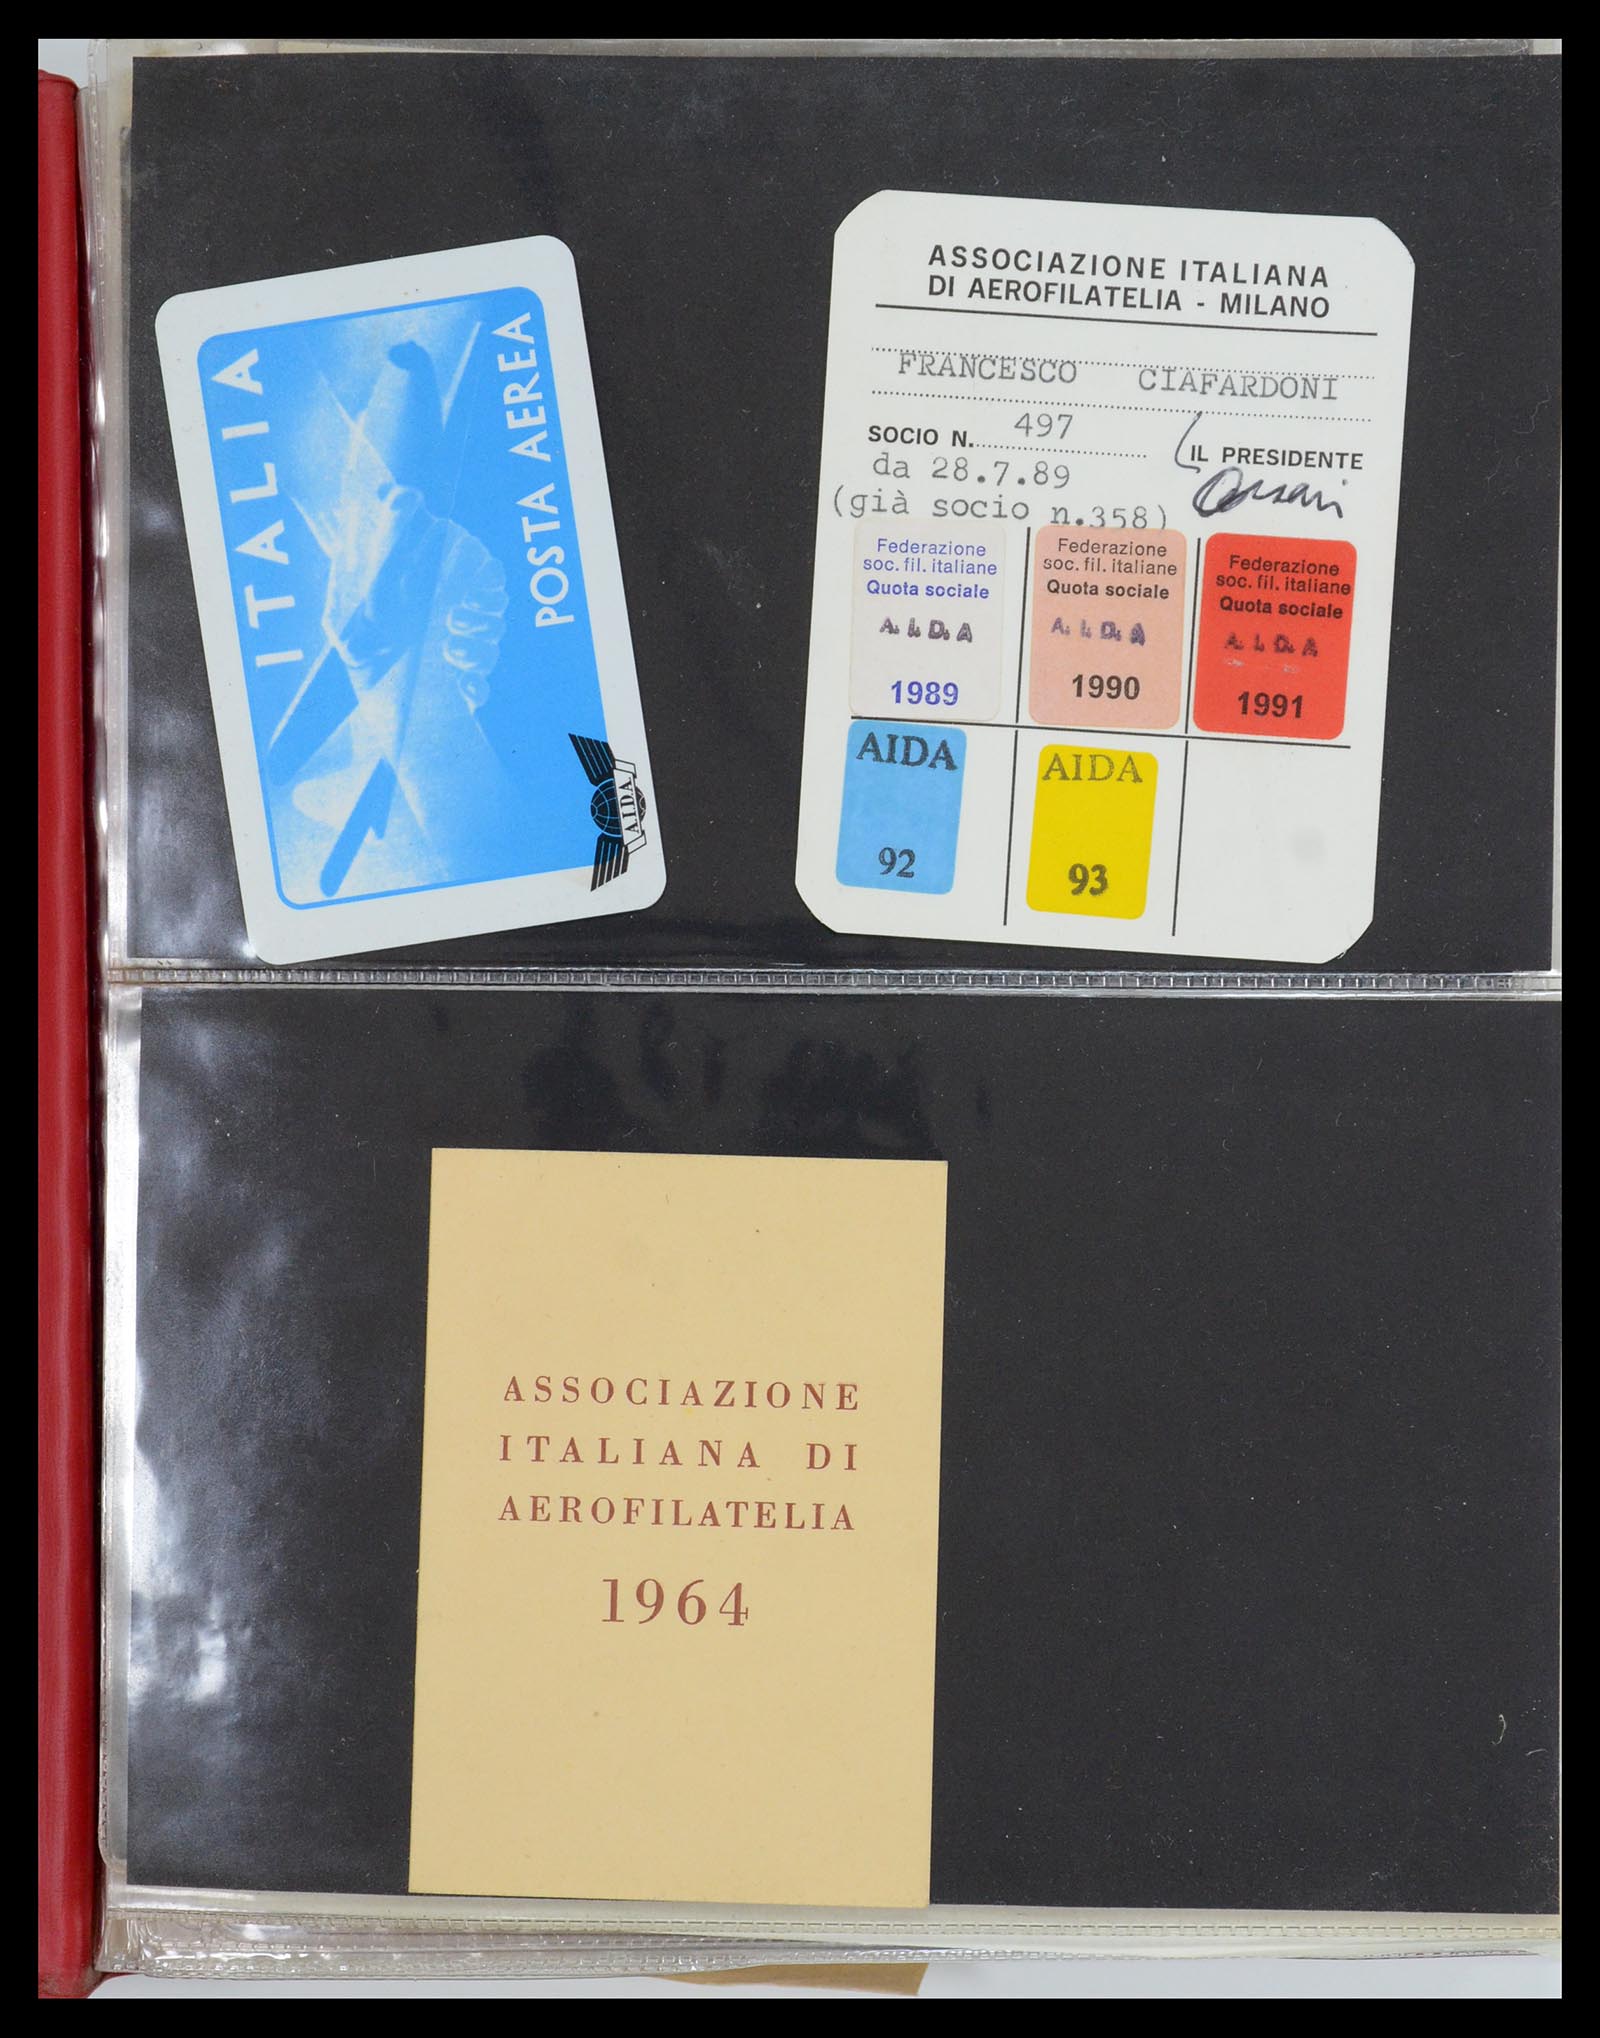 ITALIA
POSTA AEREA
A.I.D.A.
ASSOCIAZIONE ITALIANA
DI AEROFILATELIA - MILANO
FRANCESCO CIAFARDONI
SOCIO N. 497
IL PRESIDENTE
da 28.7.89
(già socio n.358)
Federazione
soc. fil. italiane
Quota sociale
A. I. D. A
1989
Federazione
soc. fil. italiane
Quota sociale
A. I. D. A
1990
Federazione
soc. fil. italiane
Quota sociale
A. I. D. A
1991
AIDA
92
AIDA
93
ASSOCIAZIONE
ITALIANA DI
AEROFILATELIA
1964